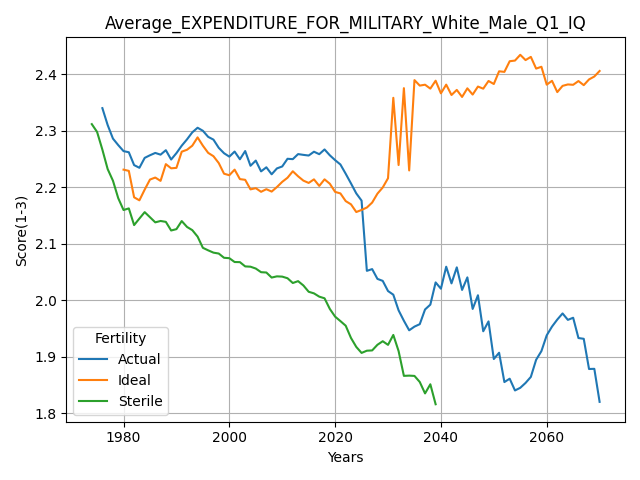 Average_EXPENDITURE_FOR_MILITARY_White_Male_Q1_IQ
2.4
2.3
2.2
2.1
2.0
1.9
1.8
Score(1-3)
Fertility
Actual
Ideal
Sterile
1980 2000 2020 2040 2060
Years